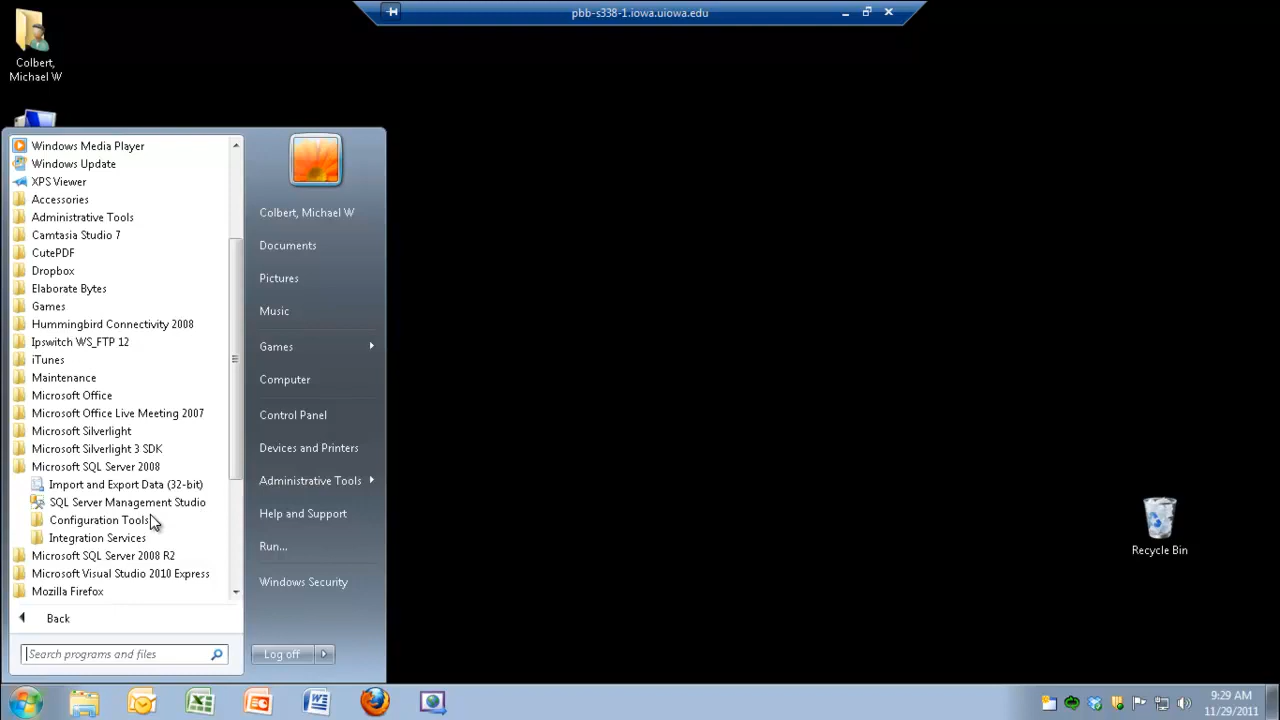 pbb-s338-1.iowa.uiowa.edu
Colbert,
Michael W
Windows Media Player
Windows Update
XPS Viewer
Accessories
Administrative Tools
Camtasia Studio 7
CutePDF
Dropbox
Elaborate Bytes
Games
Hummingbird Connectivity 2008
Ipswitch WS_FTP 12
iTunes
Maintenance
Microsoft Office
Microsoft Office Live Meeting 2007
Microsoft Silverlight
Microsoft Silverlight 3 SDK
Microsoft SQL Server 2008
Import and Export Data (32-bit)
SQL Server Management Studio
Configuration Tools
Integration Services
Microsoft SQL Server 2008 R2
Microsoft Visual Studio 2010 Express
Mozilla Firefox
Back
Search programs and files
Colbert, Michael W
Documents
Pictures
Music
Games
Computer
Control Panel
Devices and Printers
Administrative Tools
Help and Support
Run...
Windows Security
Log off
Recycle Bin
9:29 AM
11/29/2011